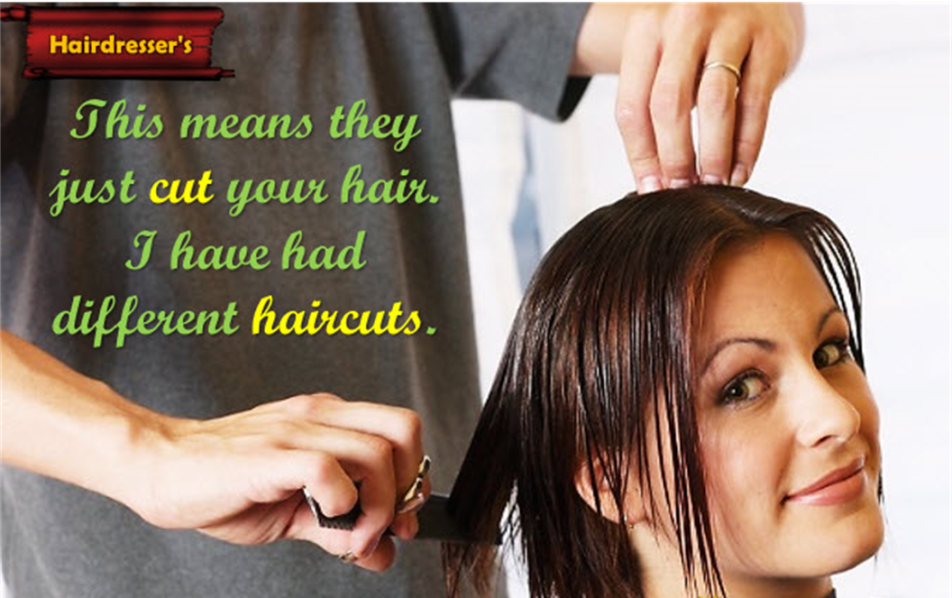 Hairdresser's
This means they
just cut your hair.
I have had
different haircuts.